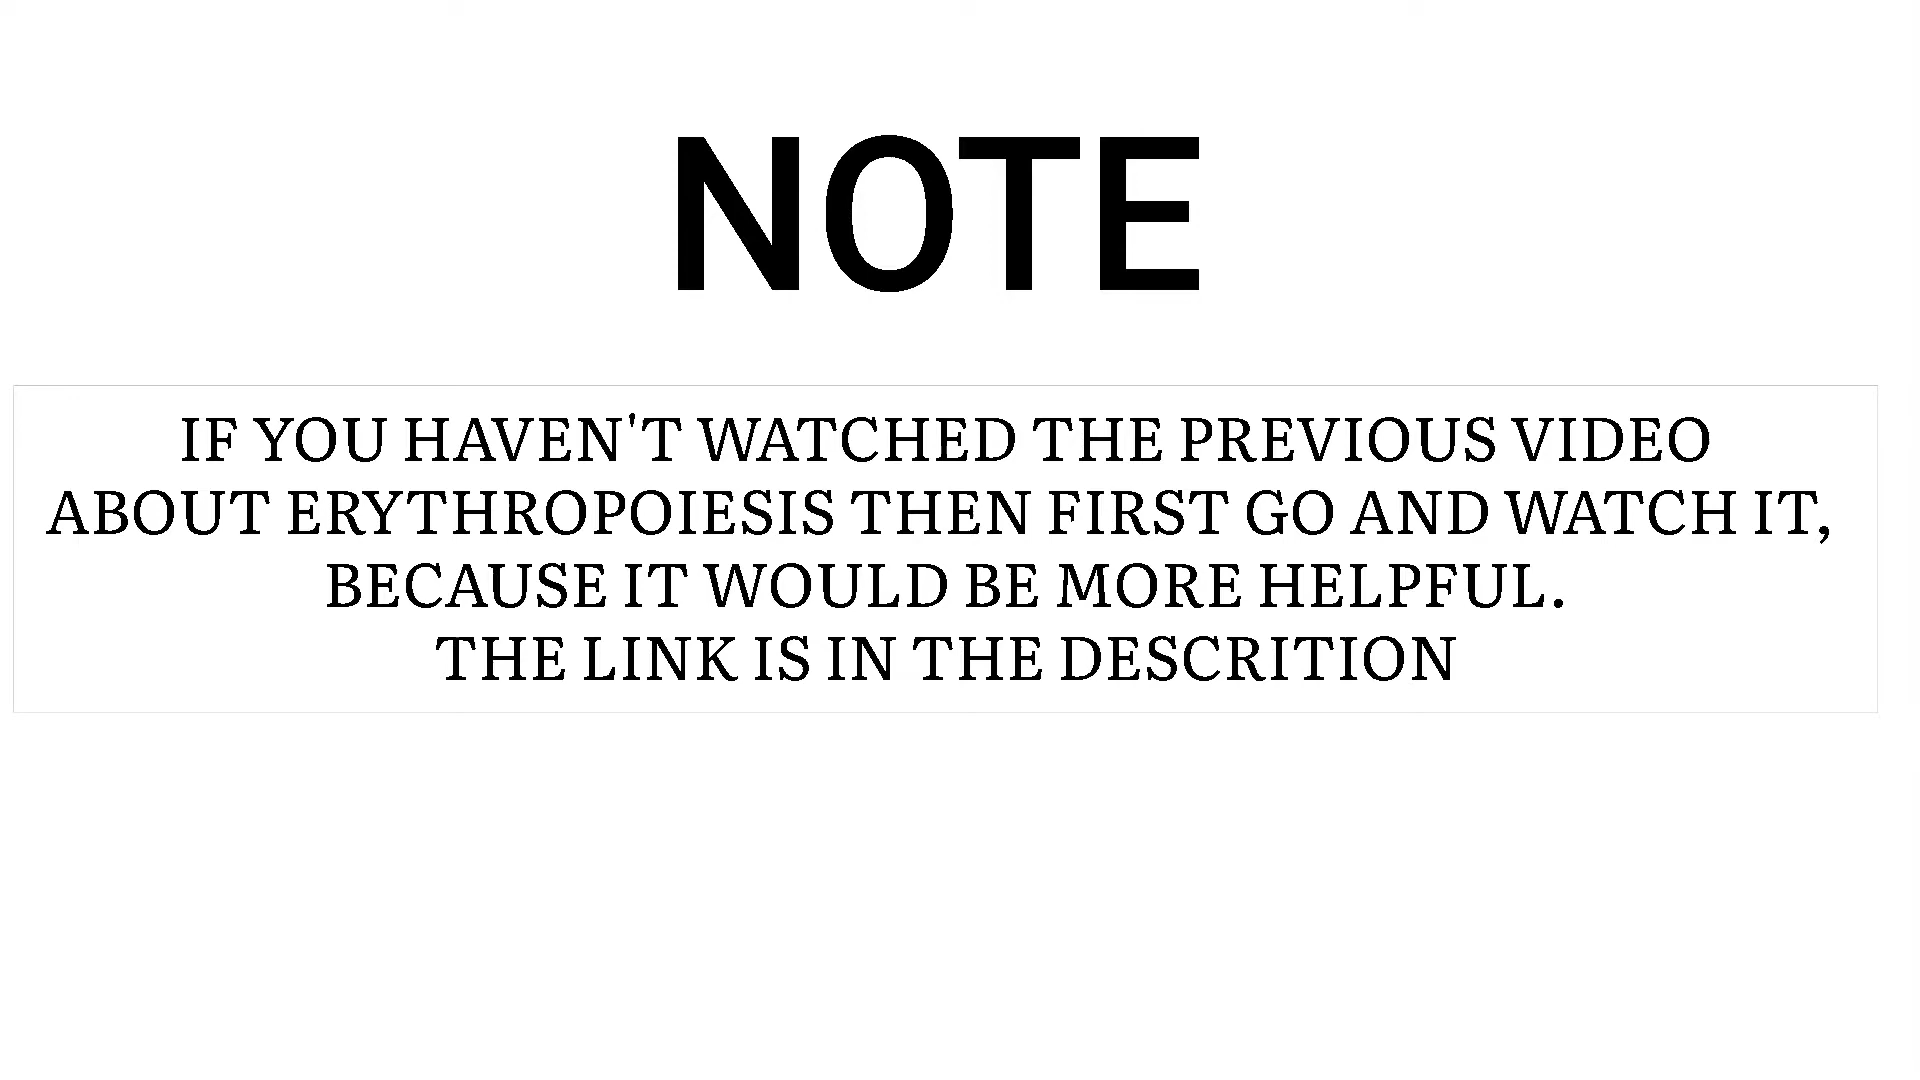 NOTE
IF YOU HAVEN'T WATCHED THE PREVIOUS VIDEO
ABOUT ERYTHROPOIESIS THEN FIRST GO AND WATCH IT,
BECAUSE IT WOULD BE MORE HELPFUL.
THE LINK IS IN THE DESCRITION